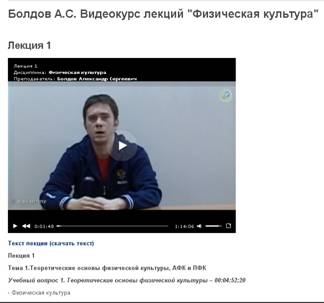 Болдов А.С. Видеокурс лекций "Физическая культура"
Лекция 1
Лекция 1
Дисциплина: Физическая культура
Преподаватель: Болдов Александр Сергеевич
0:01:48
1:14:06
Текст лекции (скачать текст)
Лекция 1
Тема 1.Теоретические основы физической культуры, АФК и ПФК
Учебный вопрос 1. Теоретические основы физической культуры – 00:04:52;20
- Физическая культура